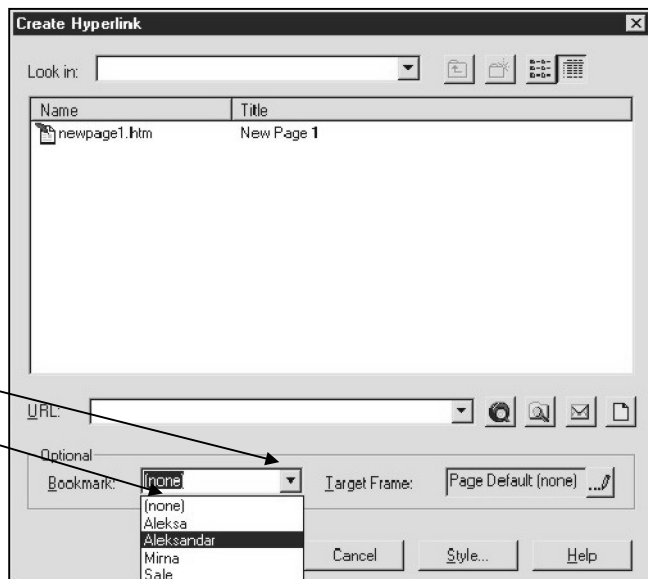 Create Hyperlink
Look in:
Name Title
newpage1.htm New Page 1
URL:
Optional
Bookmark: (none) Target Frame: Page Default (none)
(none)
Aleksa
Aleksandar
Mirna
Sale
Cancel Style... Help